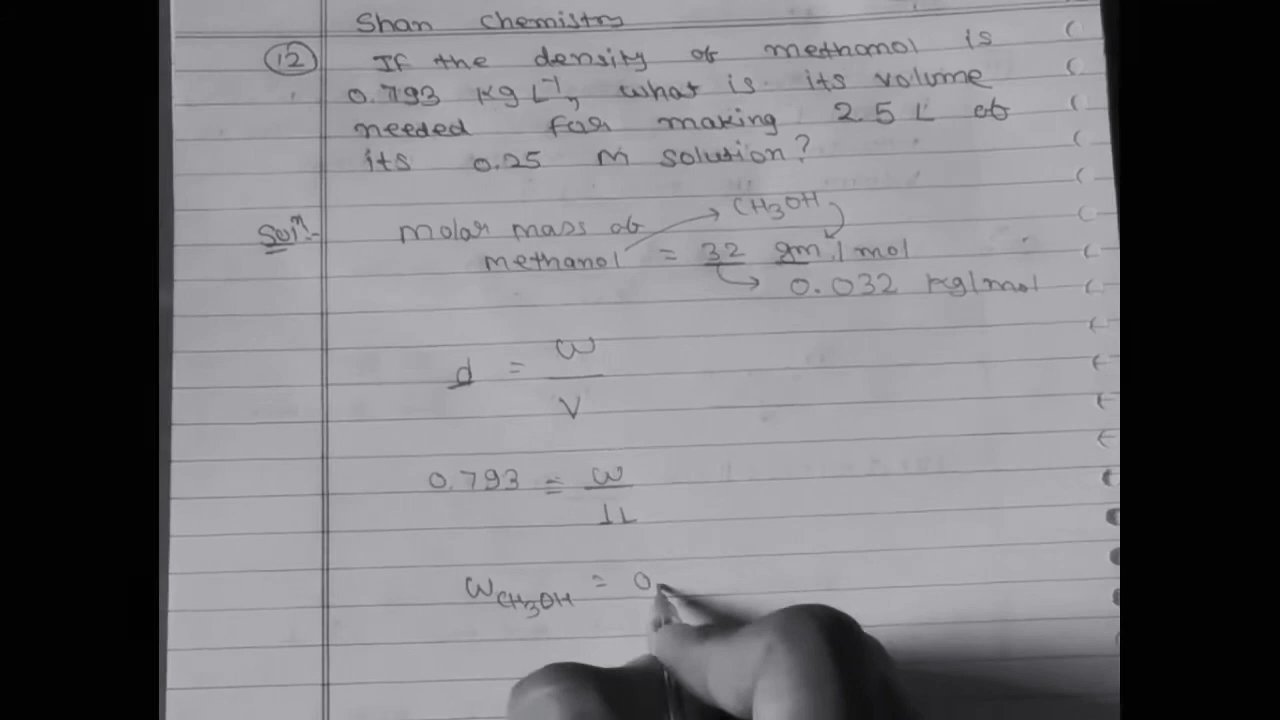 Shan Chemistry
12 If the density of methanol is
0.793 Kg L⁻¹, what is its volume
needed for making 2.5 L of
its 0.25 M solution?
Solⁿ:- Molar mass of CH3OH
methanol = 32 gm/mol
0.032 Kg/mol
d = W
V
0.793 = W
1L
W CH3OH = 0.